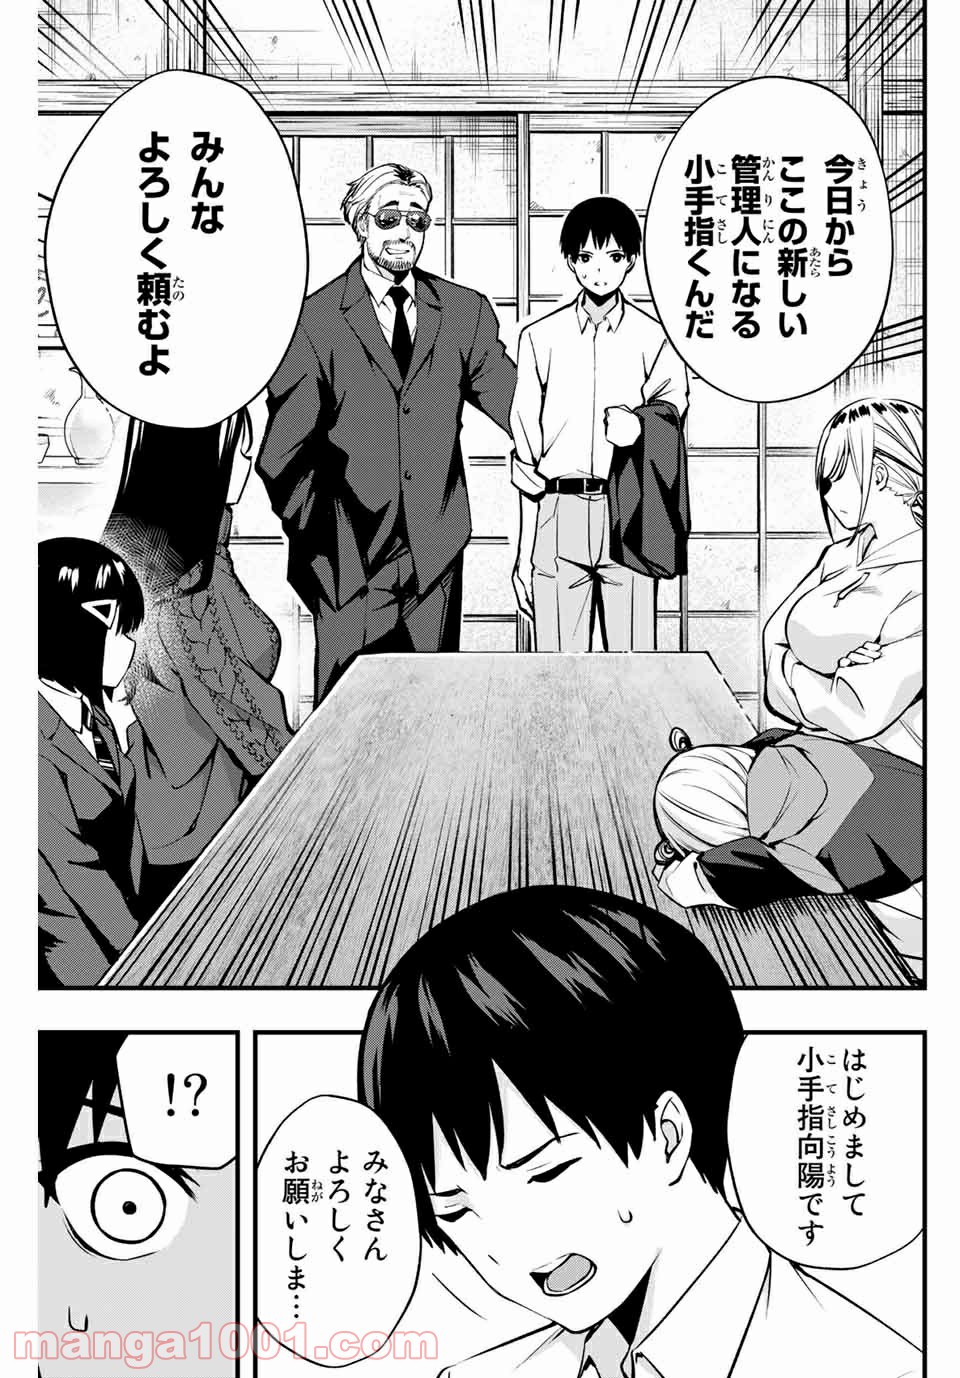 今日から
ここの新しい
管理人になる
小手指くんだ
みんな
よろしく頼むよ
はじめまして
小手指向陽です
みなさん
よろしく
お願いしま…
!?
manga1001.com